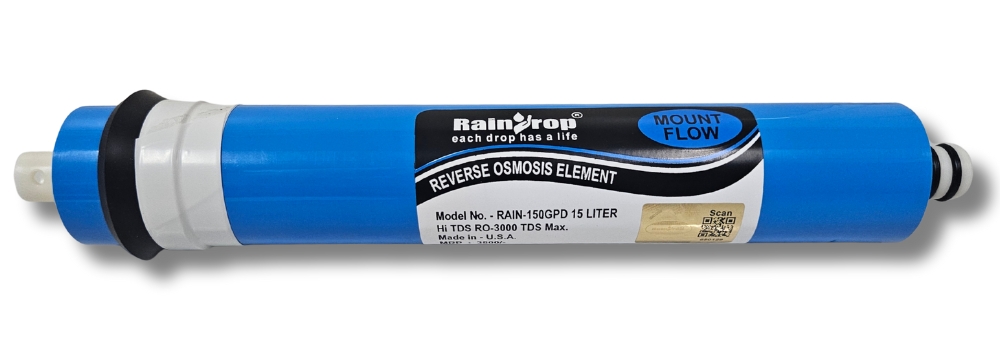 RainDrop®
each drop has a life
MOUNT
FLOW
REVERSE OSMOSIS ELEMENT
Model No. - RAIN-150GPD 15 LITER
Hi TDS RO-3000 TDS Max.
Made in - U.S.A.
Scan